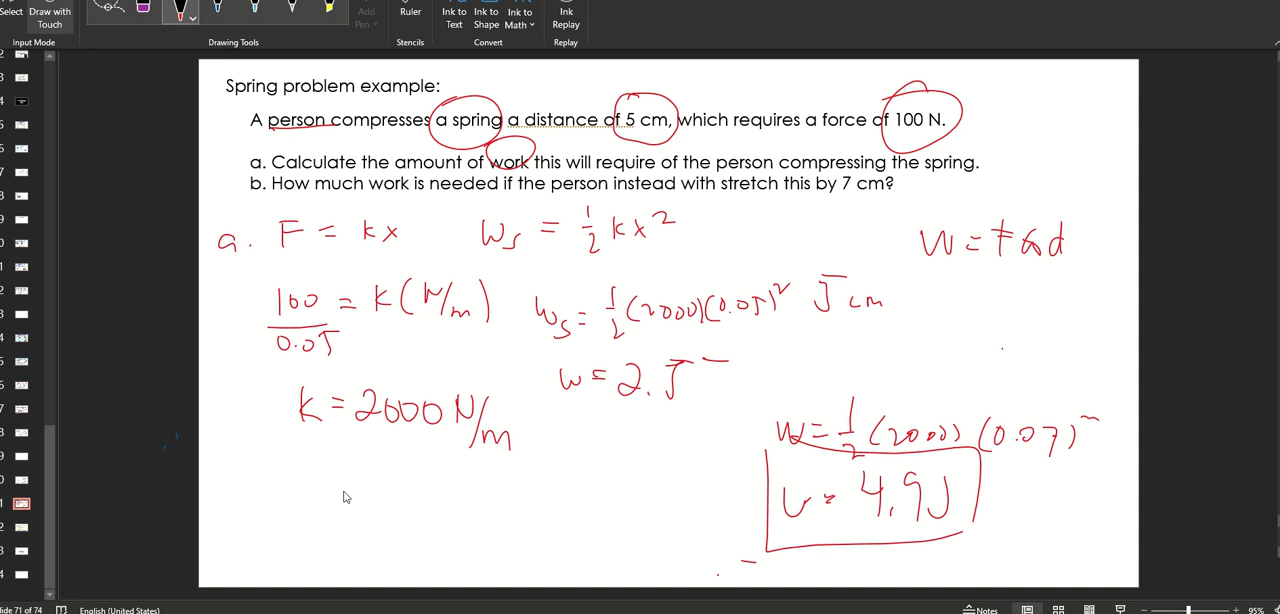 Select
Draw with Touch
Input Mode
Drawing Tools
Add Pen
Ruler
Stencils
Ink to Text
Ink to Shape
Ink to Math
Convert
Ink Replay
Replay
Spring problem example:
A person compresses a spring a distance of 5 cm, which requires a force of 100 N.
a. Calculate the amount of work this will require of the person compressing the spring.
b. How much work is needed if the person instead with stretch this by 7 cm?
a. F = kx
Ws = 1/2 kx²
W = F d
100/0.05 = k (N/m)
Ws = 1/2 (2000)(0.05)² J cm
W = 2.5
k = 2000 N/m
W = 1/2 (2000) (0.07)²
W = 4.9J
lide 71 of 74
English (United States)
Notes
95%